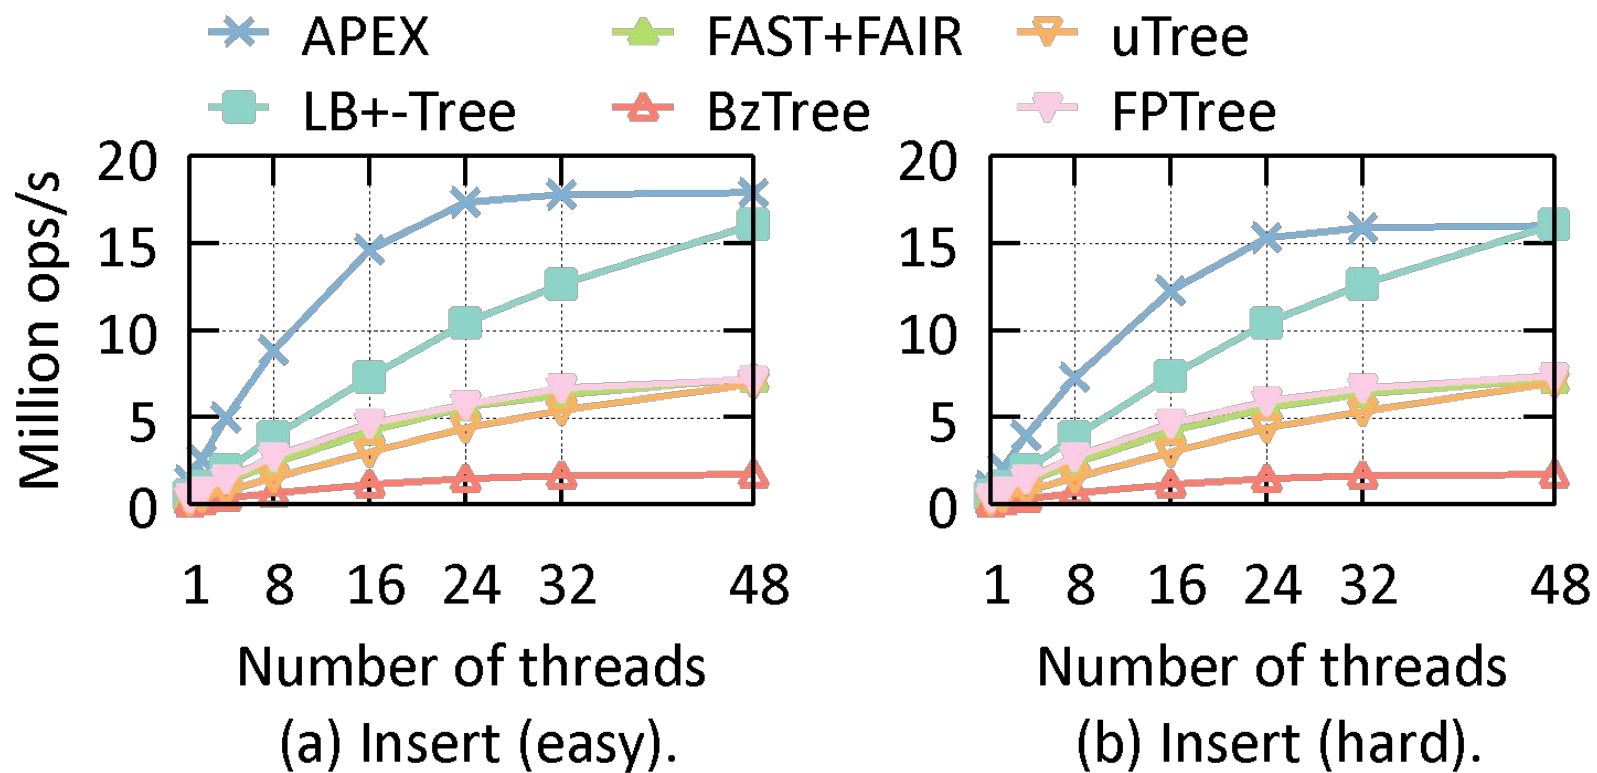 APEX FAST+FAIR uTree
LB+-Tree BzTree FPTree
Million ops/s
20
15
10
5
0
1 8 16 24 32 48
Number of threads
(a) Insert (easy).
20
15
10
5
0
1 8 16 24 32 48
Number of threads
(b) Insert (hard).